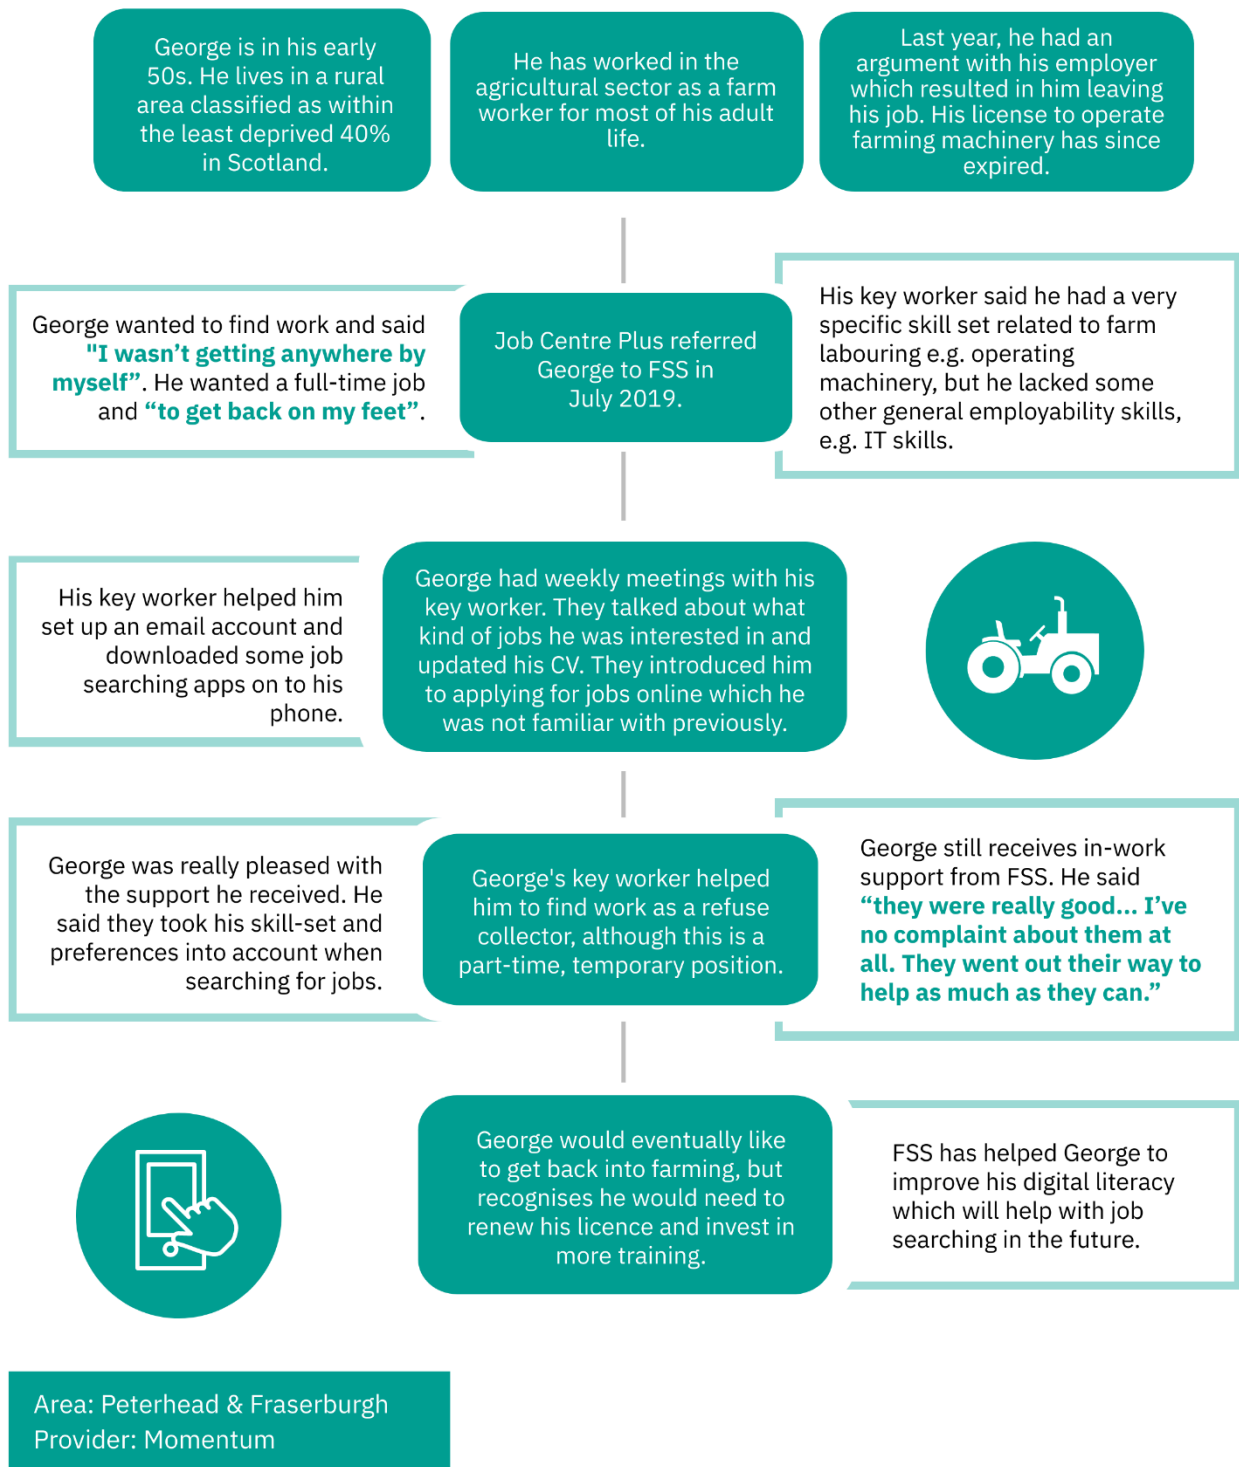 George is in his early
50s. He lives in a rural
area classified as within
the least deprived 40%
in Scotland.
He has worked in the
agricultural sector as a farm
worker for most of his adult
life.
Last year, he had an
argument with his employer
which resulted in him leaving
his job. His license to operate
farming machinery has since
expired.
George wanted to find work and said
"I wasn’t getting anywhere by
myself”. He wanted a full-time job
and “to get back on my feet”.
Job Centre Plus referred
George to FSS in
July 2019.
His key worker said he had a very
specific skill set related to farm
labouring e.g. operating
machinery, but he lacked some
other general employability skills,
e.g. IT skills.
His key worker helped him
set up an email account and
downloaded some job
searching apps on to his
phone.
George had weekly meetings with his
key worker. They talked about what
kind of jobs he was interested in and
updated his CV. They introduced him
to applying for jobs online which he
was not familiar with previously.
George was really pleased with
the support he received. He
said they took his skill-set and
preferences into account when
searching for jobs.
George's key worker helped
him to find work as a refuse
collector, although this is a
part-time, temporary position.
George still receives in-work
support from FSS. He said
“they were really good... I’ve
no complaint about them at
all. They went out their way to
help as much as they can.”
George would eventually like
to get back into farming, but
recognises he would need to
renew his licence and invest in
more training.
FSS has helped George to
improve his digital literacy
which will help with job
searching in the future.
Area: Peterhead & Fraserburgh
Provider: Momentum